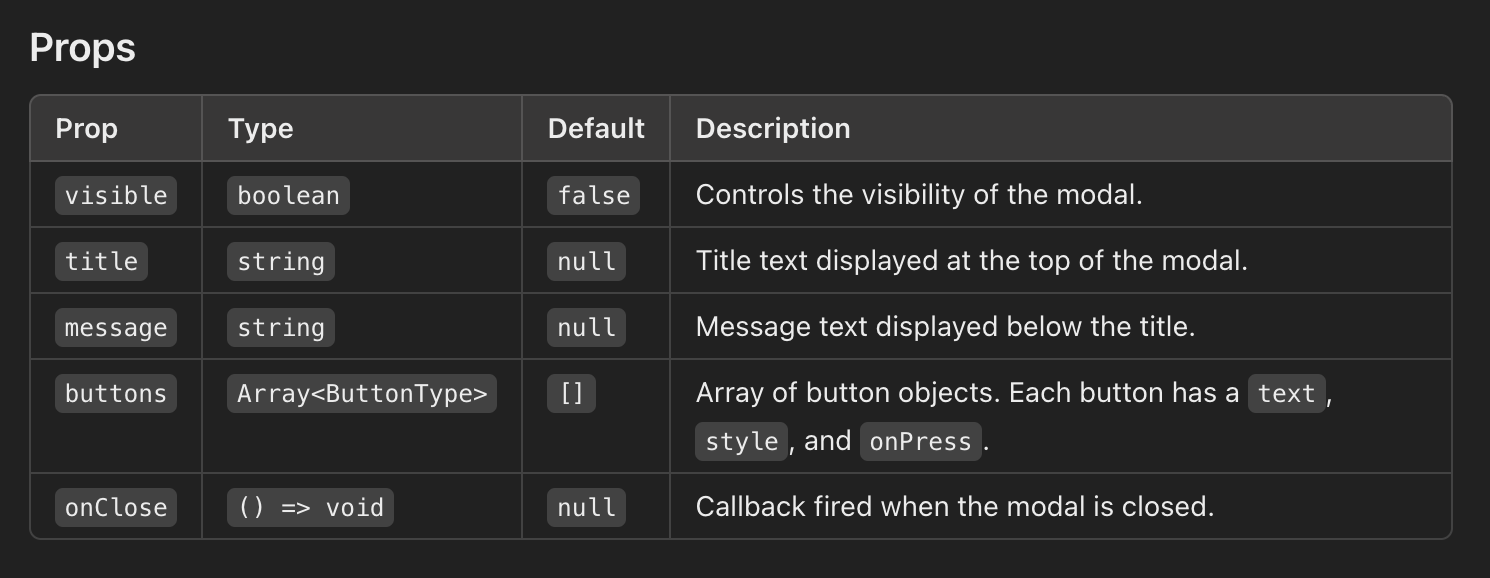 Props
Prop Type Default Description
visible boolean false Controls the visibility of the modal.
title string null Title text displayed at the top of the modal.
message string null Message text displayed below the title.
buttons Array<ButtonType> [] Array of button objects. Each button has a text,
style, and onPress.
onClose () => void null Callback fired when the modal is closed.